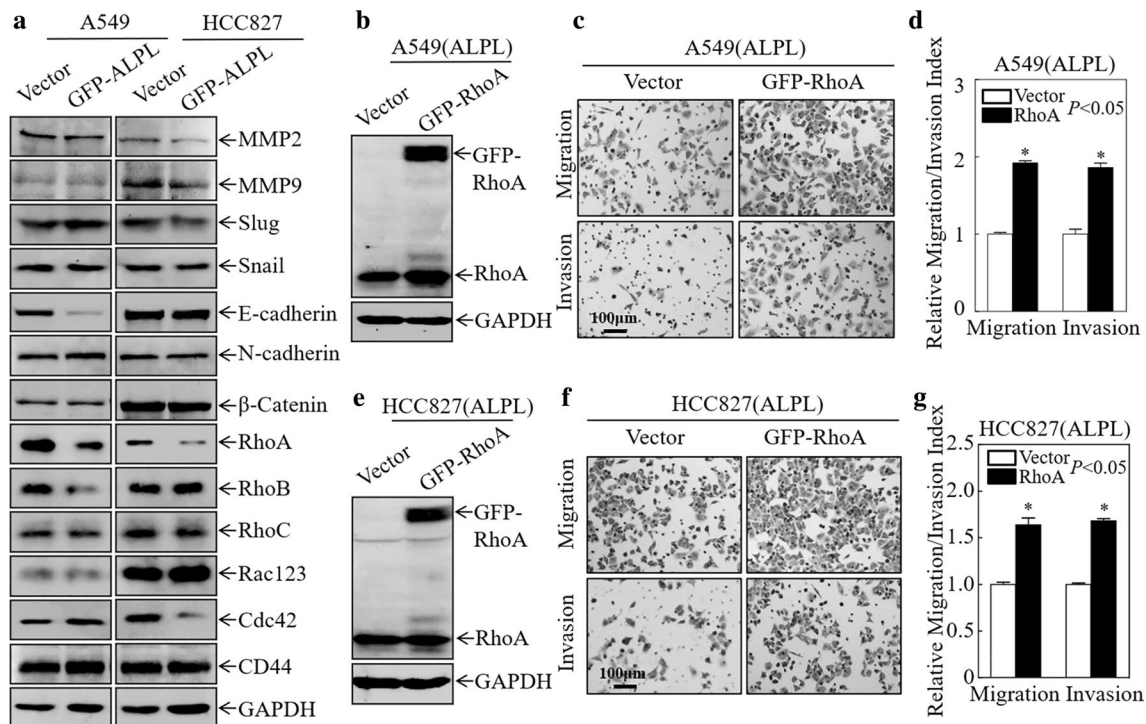 a
A549 HCC827
Vector GFP-ALPL Vector GFP-ALPL
MMP2
MMP9
Slug
Snail
E-cadherin
N-cadherin
β-Catenin
RhoA
RhoB
RhoC
Rac123
Cdc42
CD44
GAPDH
b
A549(ALPL)
Vector GFP-RhoA
GFP-
RhoA
RhoA
GAPDH
c
A549(ALPL)
Vector GFP-RhoA
Migration
Invasion
100μm
d
A549(ALPL)
Relative Migration/Invasion Index
3
2
1
0
Vector
RhoA P<0.05
* *
Migration Invasion
e
HCC827(ALPL)
Vector GFP-RhoA
GFP-
RhoA
RhoA
GAPDH
f
HCC827(ALPL)
Vector GFP-RhoA
Migration
Invasion
100μm
g
HCC827(ALPL)
Relative Migration/Invasion Index
2.5
2.0
1.5
1.0
0.5
0.0
Vector
RhoA P<0.05
* *
Migration Invasion